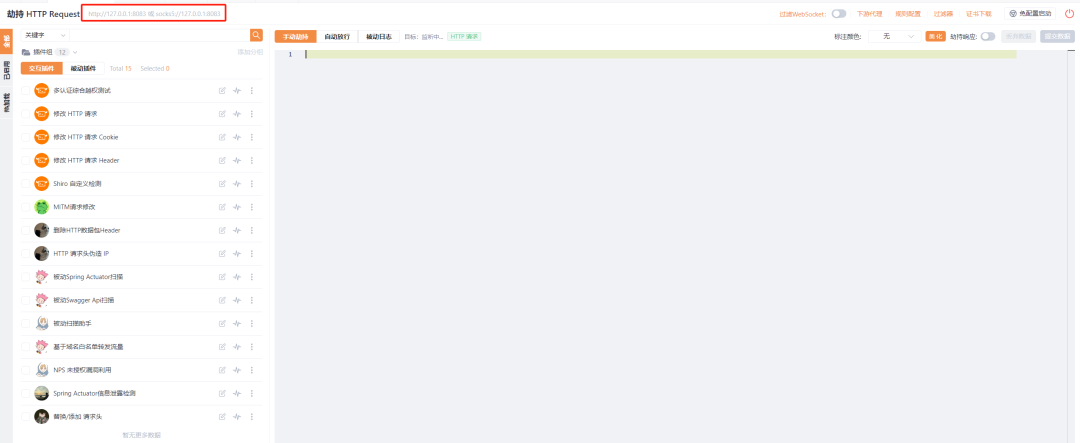 劫持 HTTP Request http://127.0.0.1:8083 或 socks5://127.0.0.1:8083 过滤WebSocket: 下游代理 规则配置 过滤器 证书下载 免配置启动
关键字 手动劫持 自动放行 被动日志 目标: 监听中... HTTP 请求 标注颜色: 无 美化 劫持响应: 丢弃数据 提交数据
全部
已启用
热加载
插件组 12 添加分组
1
交互插件 被动插件 Total 15 Selected 0
多认证综合越权测试
修改 HTTP 请求
修改 HTTP 请求 Cookie
修改 HTTP 请求 Header
Shiro 自定义检测
MITM请求修改
删除HTTP数据包Header
HTTP 请求头伪造 IP
被动Spring Actuator扫描
被动Swagger Api扫描
被动扫描助手
基于域名白名单转发流量
NPS 未授权漏洞利用
Spring Actuator信息泄露检测
替换/添加 请求头
暂无更多数据